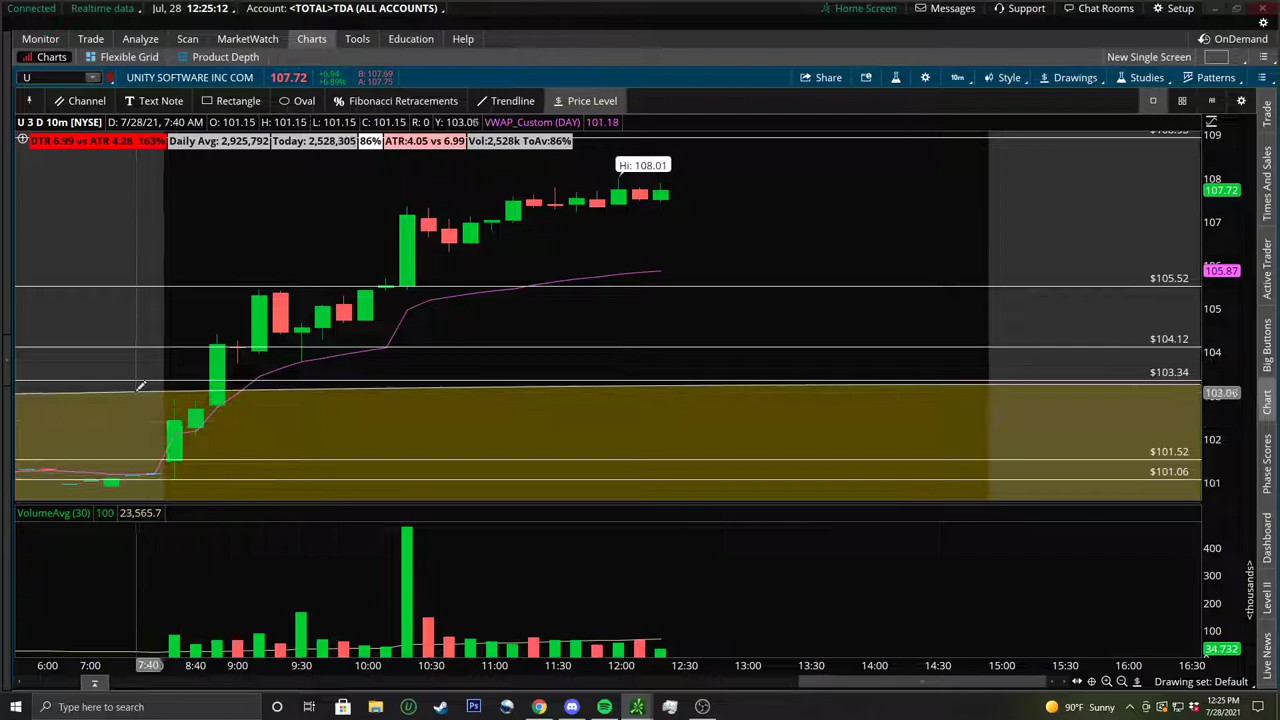 Connected Realtime data Jul, 28 12:25:12 Account: <TOTAL>TDA (ALL ACCOUNTS) Home Screen Messages Support Chat Rooms Setup
Monitor Trade Analyze Scan MarketWatch Charts Tools Education Help OnDemand
Charts Flexible Grid Product Depth New Single Screen
U UNITY SOFTWARE INC COM 107.72 +6.94 +6.89% B: 107.69 A: 107.75 Share 10m Style Drawings Studies Patterns
Channel Text Note Rectangle Oval Fibonacci Retracements Trendline Price Level
U 3 D 10m [NYSE] D: 7/28/21, 7:40 AM O: 101.15 H: 101.15 L: 101.15 C: 101.15 R: 0 Y: 103.06 VWAP_Custom (DAY) 101.18
DTR 6.99 vs ATR 4.28 163% Daily Avg: 2,925,792 Today: 2,528,305 86% ATR:4.05 vs 6.99 Vol:2,528k ToAv:86%
109
Hi: 108.01
108
107.72
107
105.87
$105.52
105
$104.12
104
$103.34
103.06
102
$101.52
$101.06
101
VolumeAvg (30) 100 23,565.7
400
300
200
100
34.732
<thousands>
6:00 7:00 7:40 8:40 9:00 9:30 10:00 10:30 11:00 11:30 12:00 12:30 13:00 13:30 14:00 14:30 15:00 15:30 16:00 16:30
Drawing set: Default
Trade
Times And Sales
Active Trader
Big Buttons
Chart
Phase Scores
Dashboard
Level II
Live News
Type here to search
Ps
90°F Sunny
12:25 PM
7/28/2021